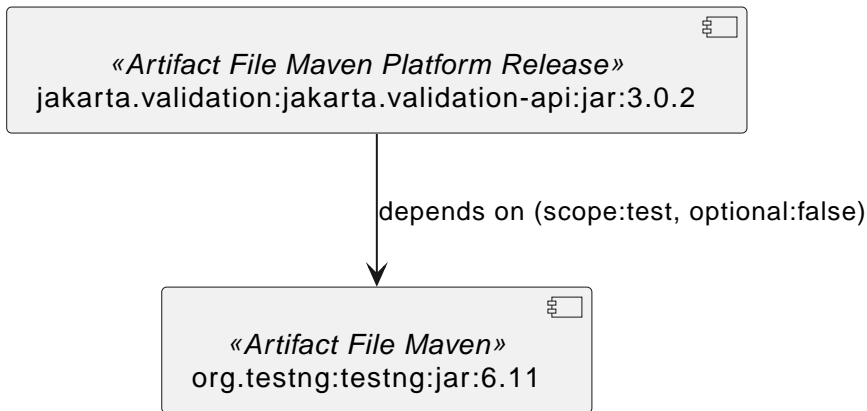 «Artifact File Maven Platform Release»
jakarta.validation:jakarta.validation-api:jar:3.0.2
depends on (scope:test, optional:false)
«Artifact File Maven»
org.testng:testng:jar:6.11